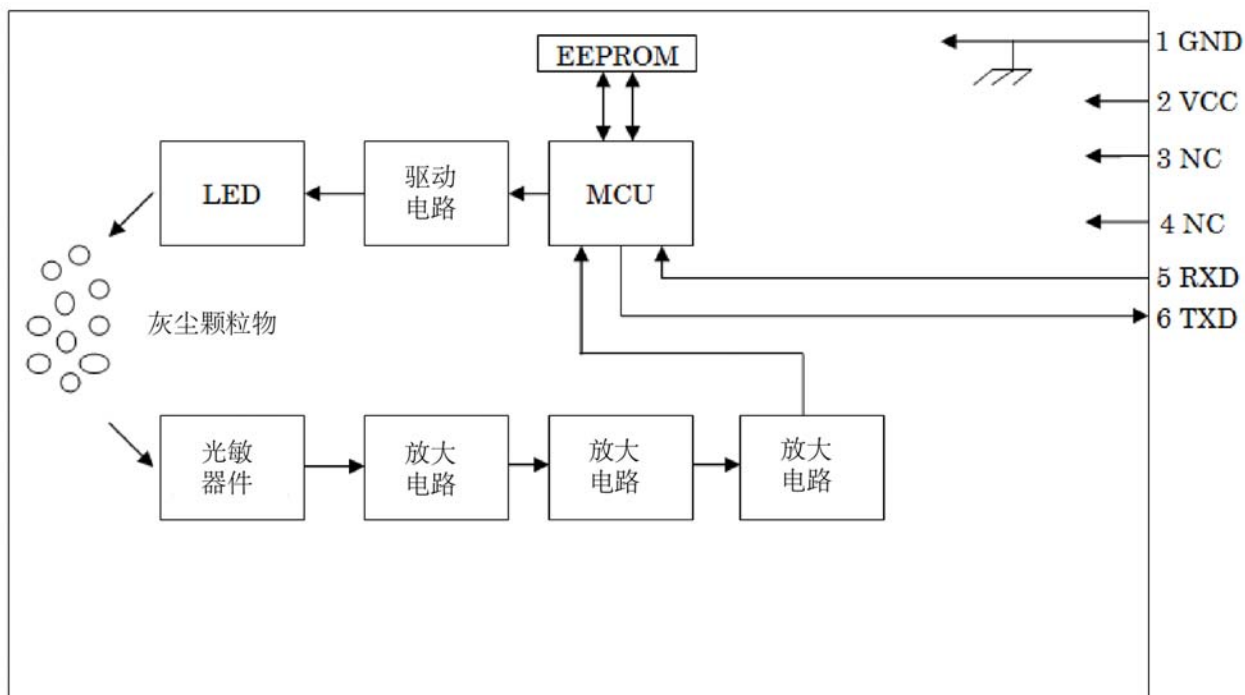 EEPROM
1 GND
2 VCC
3 NC
4 NC
5 RXD
6 TXD
LED
驱动
电路
MCU
灰尘颗粒物
光敏
器件
放大
电路
放大
电路
放大
电路